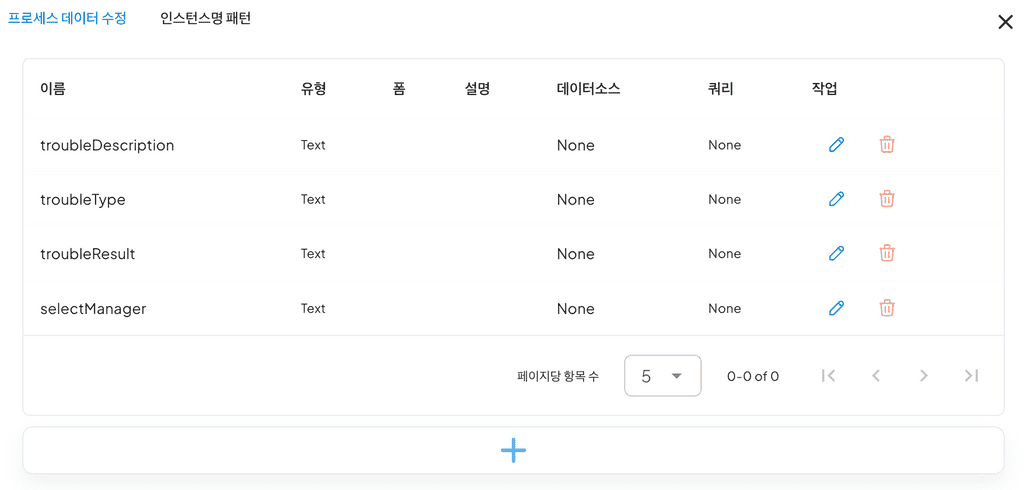 프로세스 데이터 수정 인스턴스명 패턴
이름 유형 폼 설명 데이터소스 쿼리 작업
troubleDescription Text None None
troubleType Text None None
troubleResult Text None None
selectManager Text None None
페이지당 항목 수 5 0-0 of 0